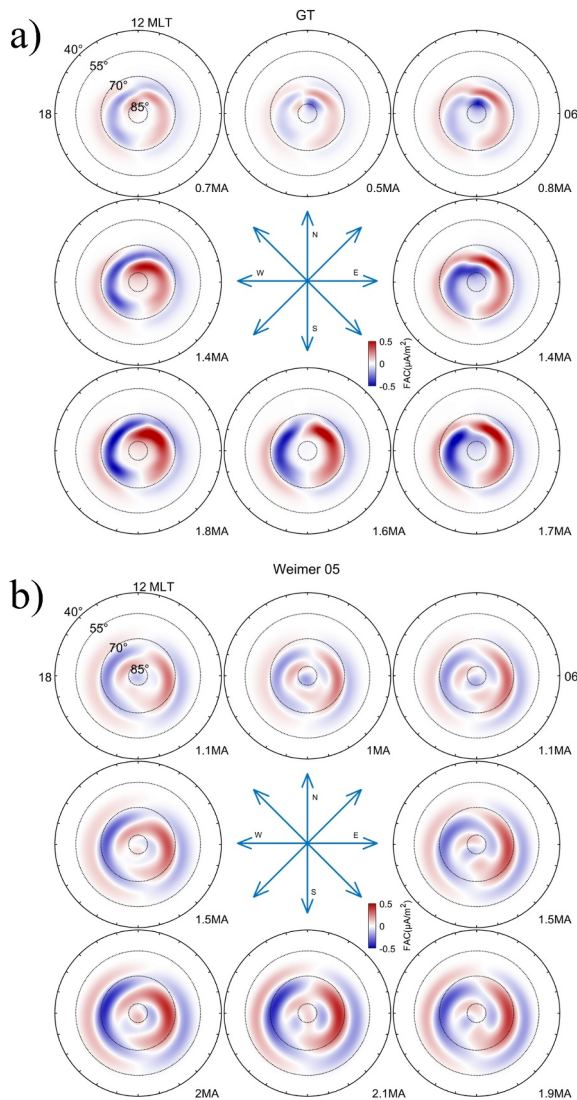 a)
GT
12 MLT
40°
55°
70°
85°
18
06
0.7MA
0.5MA
0.8MA
N
W
E
S
1.4MA
1.4MA
0.5
0
-0.5
FAC(μA/m²)
1.8MA
1.6MA
1.7MA
b)
Weimer 05
12 MLT
40°
55°
70°
85°
18
06
1.1MA
1MA
1.1MA
N
W
E
S
1.5MA
1.5MA
0.5
0
-0.5
FAC(μA/m²)
2MA
2.1MA
1.9MA